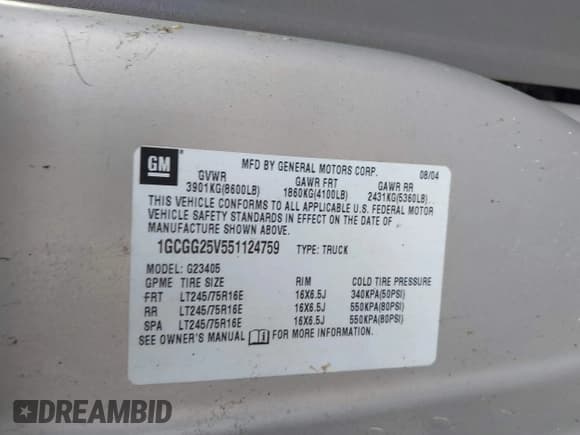 GM
MFD BY GENERAL MOTORS CORP. 08/04
GVWR GAWR FRT GAWR RR
3901KG(8600LB) 1860KG(4100LB) 2431KG(5360LB)
THIS VEHICLE CONFORMS TO ALL APPLICABLE U.S. FEDERAL MOTOR
VEHICLE SAFETY STANDARDS IN EFFECT ON THE DATE OF
MANUFACTURE SHOWN ABOVE.
1GCGG25V551124759 TYPE: TRUCK
MODEL: G23405
GPME TIRE SIZE RIM COLD TIRE PRESSURE
FRT LT245/75R16E 16X6.5J 340KPA(50PSI)
RR LT245/75R16E 16X6.5J 550KPA(80PSI)
SPA LT245/75R16E 16X6.5J 550KPA(80PSI)
SEE OWNER'S MANUAL FOR MORE INFORMATION.
DREAMBID